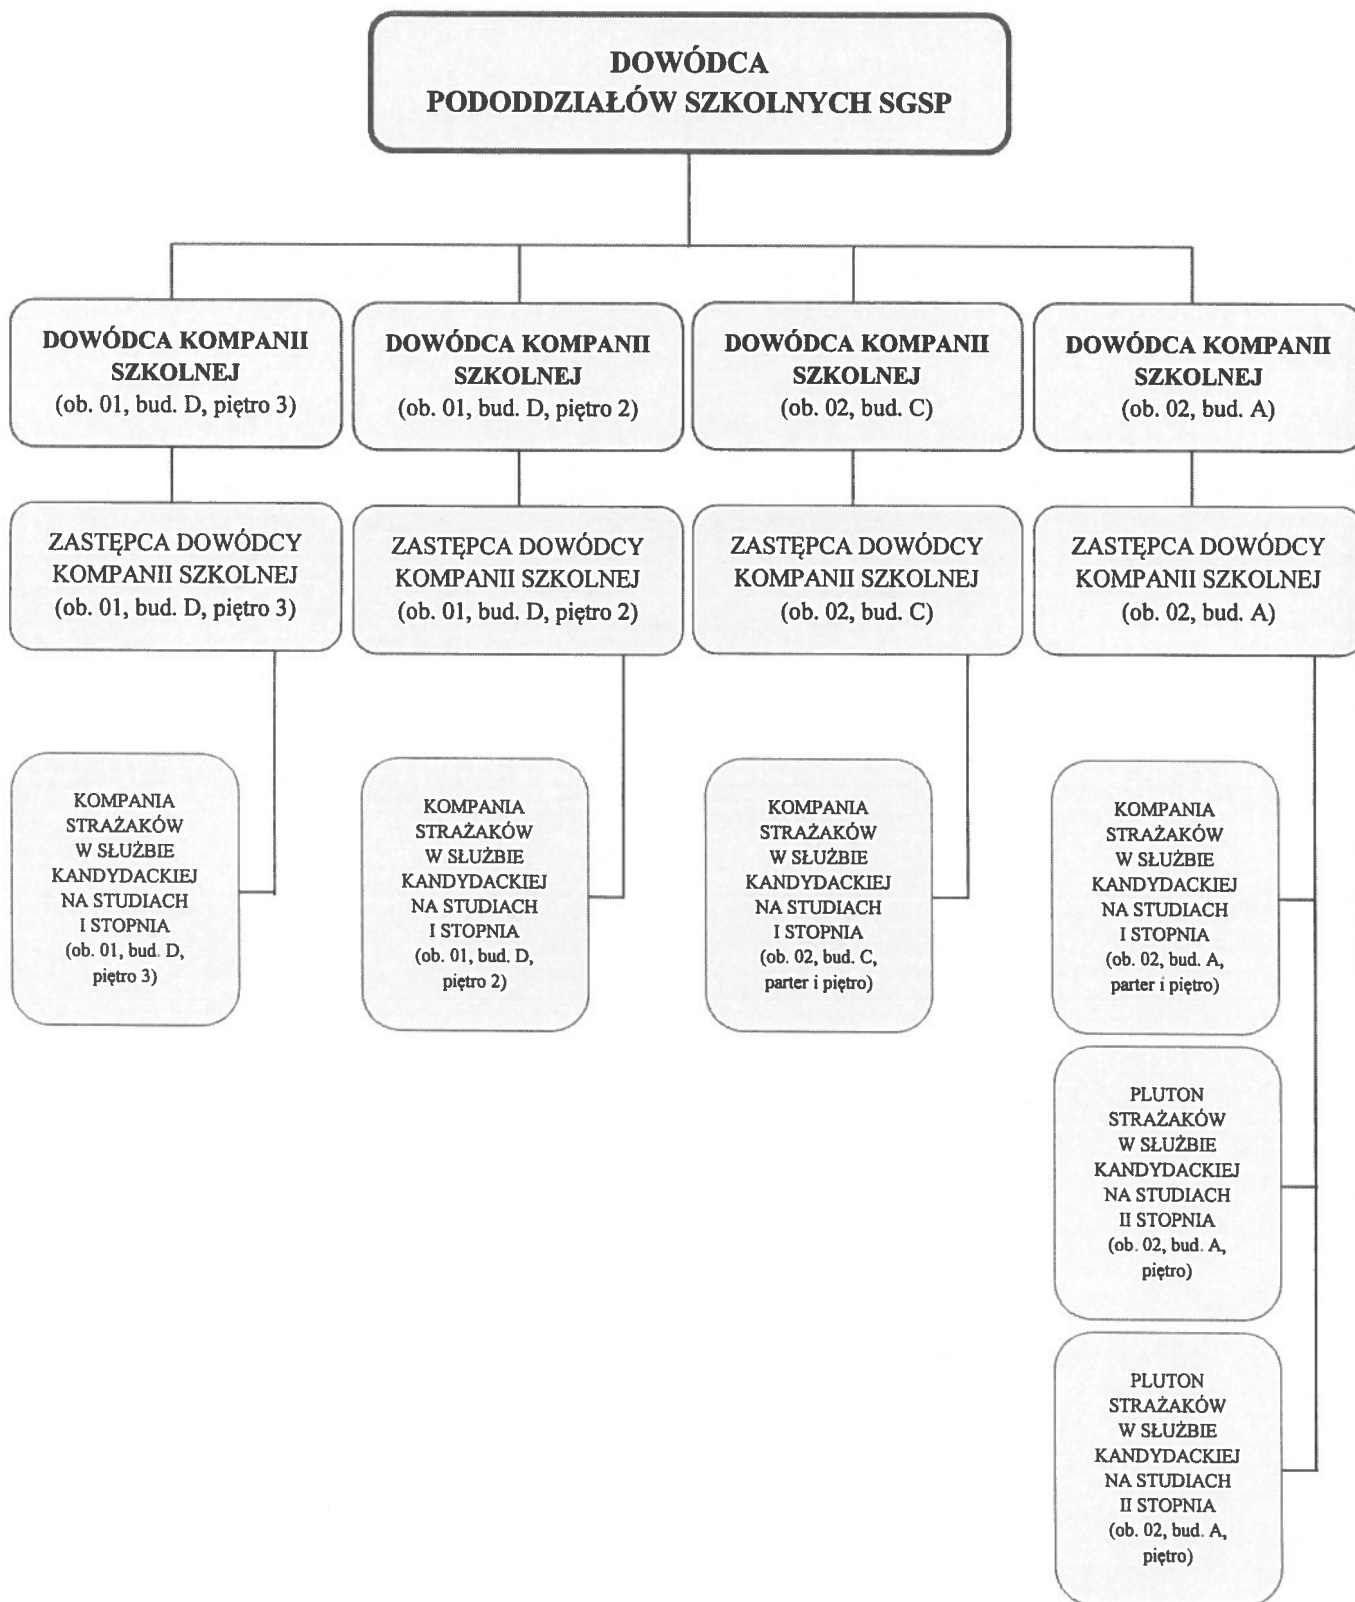 DOWÓDCA
PODODDZIAŁÓW SZKOLNYCH SGSP
DOWÓDCA KOMPANII
SZKOLNEJ
(ob. 01, bud. D, piętro 3)
DOWÓDCA KOMPANII
SZKOLNEJ
(ob. 01, bud. D, piętro 2)
DOWÓDCA KOMPANII
SZKOLNEJ
(ob. 02, bud. C)
DOWÓDCA KOMPANII
SZKOLNEJ
(ob. 02, bud. A)
ZASTĘPCA DOWÓDCY
KOMPANII SZKOLNEJ
(ob. 01, bud. D, piętro 3)
ZASTĘPCA DOWÓDCY
KOMPANII SZKOLNEJ
(ob. 01, bud. D, piętro 2)
ZASTĘPCA DOWÓDCY
KOMPANII SZKOLNEJ
(ob. 02, bud. C)
ZASTĘPCA DOWÓDCY
KOMPANII SZKOLNEJ
(ob. 02, bud. A)
KOMPANIA
STRAŻAKÓW
W SŁUŻBIE
KANDYDACKIEJ
NA STUDIACH
I STOPNIA
(ob. 01, bud. D,
piętro 3)
KOMPANIA
STRAŻAKÓW
W SŁUŻBIE
KANDYDACKIEJ
NA STUDIACH
I STOPNIA
(ob. 01, bud. D,
piętro 2)
KOMPANIA
STRAŻAKÓW
W SŁUŻBIE
KANDYDACKIEJ
NA STUDIACH
I STOPNIA
(ob. 02, bud. C,
parter i piętro)
KOMPANIA
STRAŻAKÓW
W SŁUŻBIE
KANDYDACKIEJ
NA STUDIACH
I STOPNIA
(ob. 02, bud. A,
parter i piętro)
PLUTON
STRAŻAKÓW
W SŁUŻBIE
KANDYDACKIEJ
NA STUDIACH
II STOPNIA
(ob. 02, bud. A,
piętro)
PLUTON
STRAŻAKÓW
W SŁUŻBIE
KANDYDACKIEJ
NA STUDIACH
II STOPNIA
(ob. 02, bud. A,
piętro)